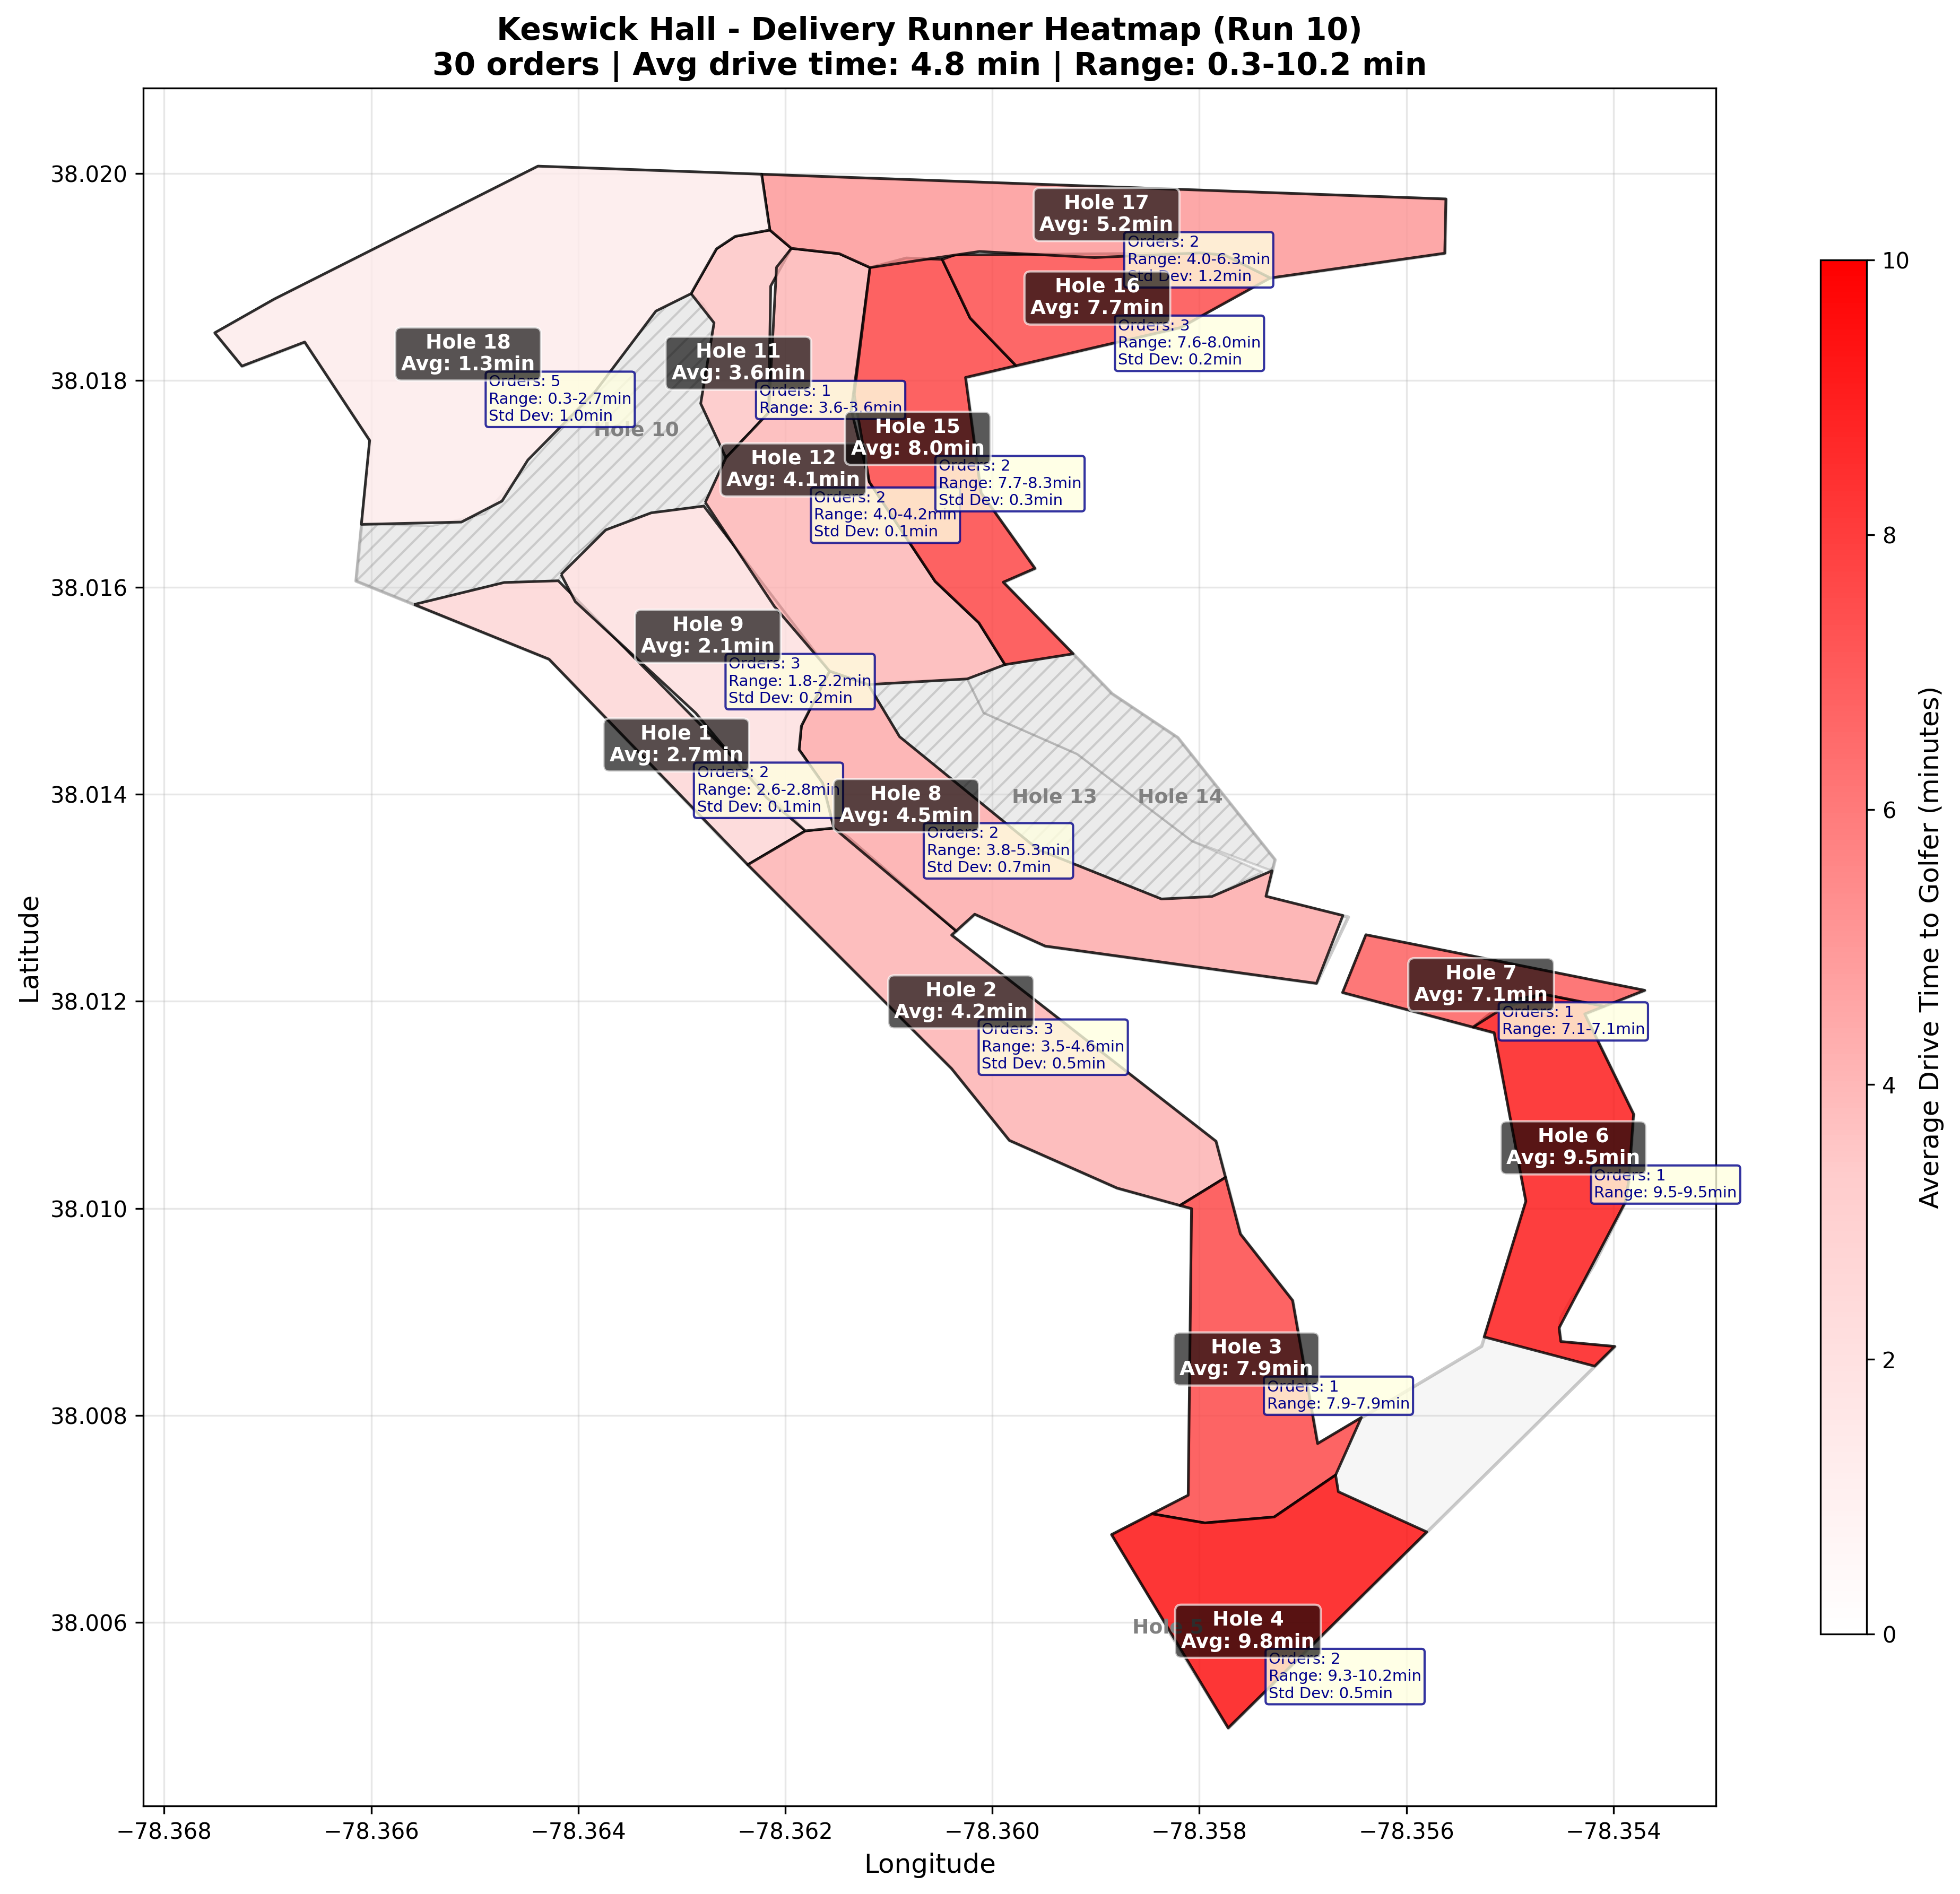 Keswick Hall - Delivery Runner Heatmap (Run 10)
30 orders | Avg drive time: 4.8 min | Range: 0.3-10.2 min
Latitude
38.020
38.018
38.016
38.014
38.012
38.010
38.008
38.006
Hole 17
Avg: 5.2min
Orders: 2
Range: 4.0-6.3min
Std Dev: 1.2min
Hole 16
Avg: 7.7min
Orders: 3
Range: 7.6-8.0min
Std Dev: 0.2min
Hole 18
Avg: 1.3min
Orders: 5
Range: 0.3-2.7min
Std Dev: 1.0min
Hole 10
Hole 11
Avg: 3.6min
Orders: 1
Range: 3.6-3.6min
Hole 15
Avg: 8.0min
Orders: 2
Range: 7.7-8.3min
Std Dev: 0.3min
Hole 12
Avg: 4.1min
Orders: 2
Range: 4.0-4.2min
Std Dev: 0.1min
Hole 9
Avg: 2.1min
Orders: 3
Range: 1.8-2.2min
Std Dev: 0.2min
Hole 1
Avg: 2.7min
Orders: 2
Range: 2.6-2.8min
Std Dev: 0.1min
Hole 8
Avg: 4.5min
Orders: 2
Range: 3.8-5.3min
Std Dev: 0.7min
Hole 13
Hole 14
Hole 2
Avg: 4.2min
Orders: 3
Range: 3.5-4.6min
Std Dev: 0.5min
Hole 7
Avg: 7.1min
Orders: 1
Range: 7.1-7.1min
Hole 6
Avg: 9.5min
Orders: 1
Range: 9.5-9.5min
Hole 3
Avg: 7.9min
Orders: 1
Range: 7.9-7.9min
Hole 5
Hole 4
Avg: 9.8min
Orders: 2
Range: 9.3-10.2min
Std Dev: 0.5min
−78.368
−78.366
−78.364
−78.362
−78.360
−78.358
−78.356
−78.354
Longitude
10
8
6
4
2
0
Average Drive Time to Golfer (minutes)